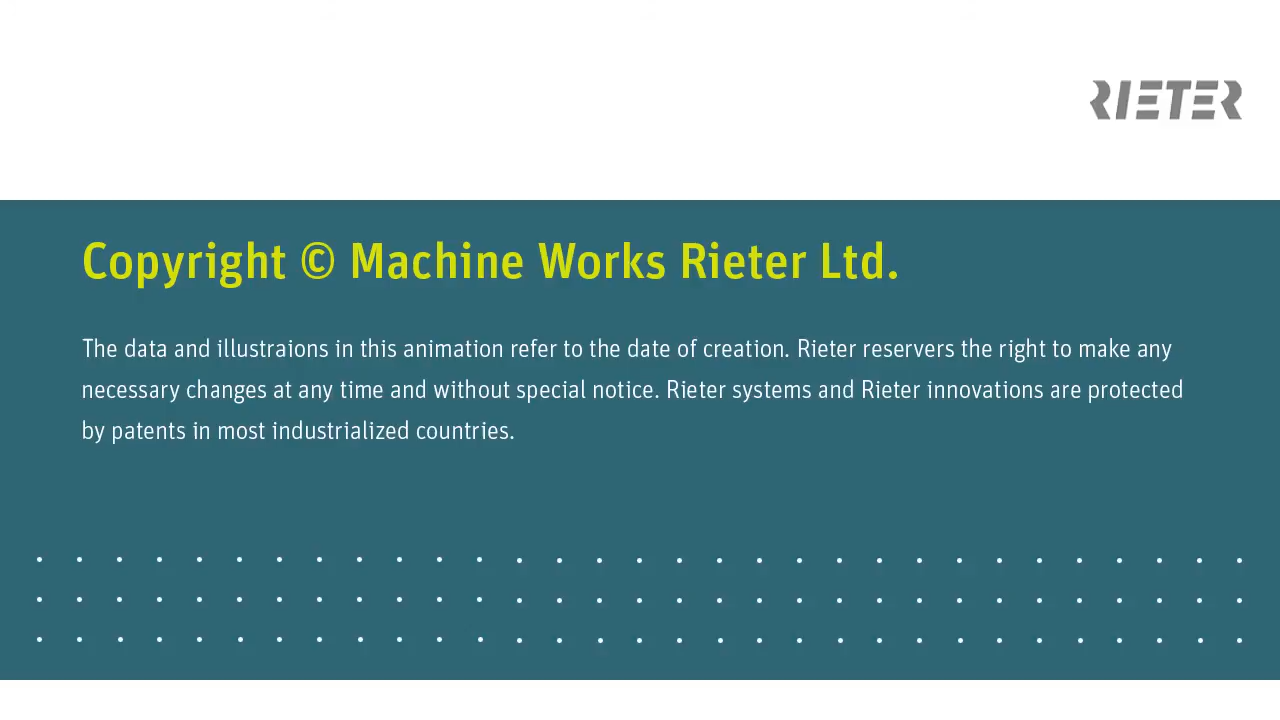 RIETER
Copyright © Machine Works Rieter Ltd.
The data and illustraions in this animation refer to the date of creation. Rieter reservers the right to make any
necessary changes at any time and without special notice. Rieter systems and Rieter innovations are protected
by patents in most industrialized countries.